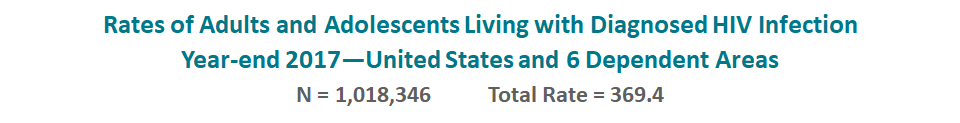 Rates of Adults and Adolescents Living with Diagnosed HIV Infection
Year-end 2017—United States and 6 Dependent Areas
N = 1,018,346 Total Rate = 369.4